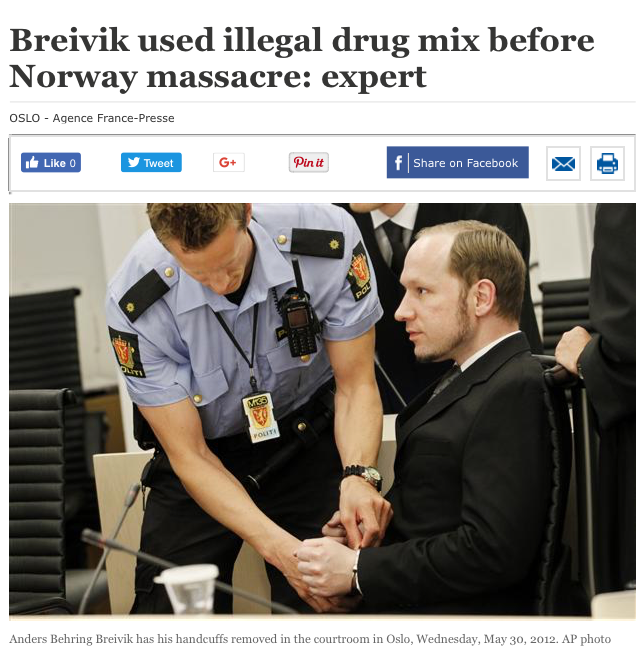 Breivik used illegal drug mix before
Norway massacre: expert
OSLO - Agence France-Presse
Like 0
Tweet
G+
Pin it
f Share on Facebook
POLITI
POLITI
Anders Behring Breivik has his handcuffs removed in the courtroom in Oslo, Wednesday, May 30, 2012. AP photo